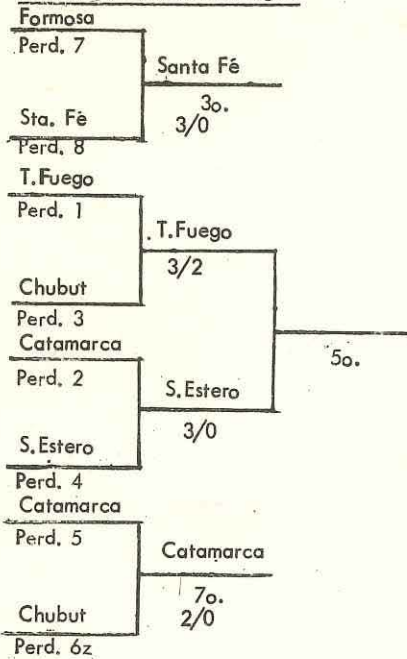 Formosa
Perd. 7
Santa Fé
3o.
3/0
Sta. Fè
Perd. 8
T.Fuego
Perd. 1
T.Fuego
3/2
Chubut
Perd. 3
5o.
Catamarca
Perd. 2
S.Estero
3/0
S.Estero
Perd. 4
Catamarca
Perd. 5
Catamarca
7o.
2/0
Chubut
Perd. 6z